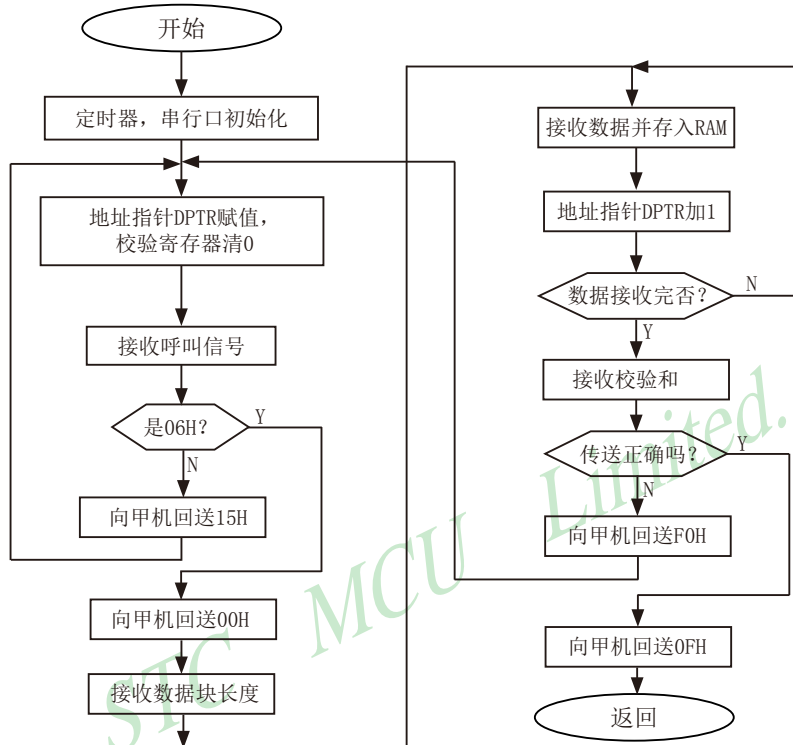 开始
定时器，串行口初始化
地址指针DPTR赋值，
校验寄存器清0
接收呼叫信号
是06H?
Y
N
向甲机回送15H
向甲机回送00H
接收数据块长度
接收数据并存入RAM
地址指针DPTR加1
数据接收完否?
N
Y
接收校验和
传送正确吗?
Y
N
向甲机回送F0H
向甲机回送0FH
返回
STC MCU Limited.